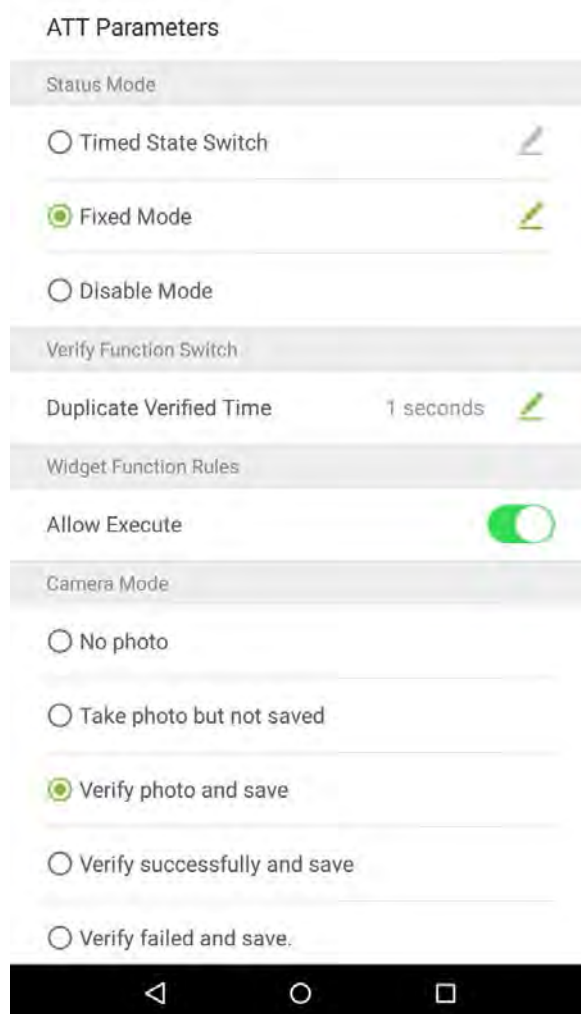 ATT Parameters
Status Mode
Timed State Switch
Fixed Mode
Disable Mode
Verify Function Switch
Duplicate Verified Time 1 seconds
Widget Function Rules
Allow Execute
Camera Mode
No photo
Take photo but not saved
Verify photo and save
Verify successfully and save
Verify failed and save.